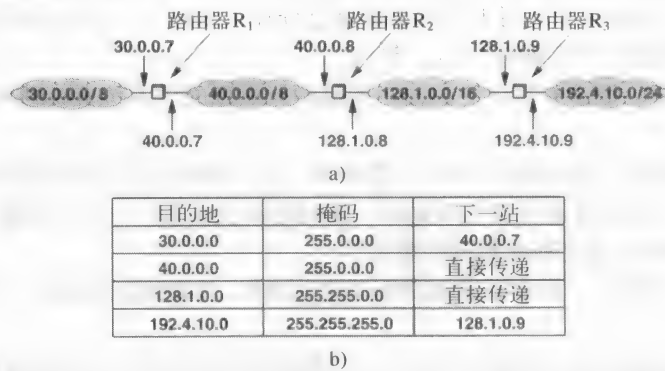 路由器R₁ 路由器R₂ 路由器R₃
30.0.0.7 40.0.0.8 128.1.0.9
30.0.0.0/8 40.0.0.0/8 128.1.0.0/16 192.4.10.0/24
40.0.0.7 128.1.0.8 192.4.10.9
a)
目的地 掩码 下一站
30.0.0.0 255.0.0.0 40.0.0.7
40.0.0.0 255.0.0.0 直接传递
128.1.0.0 255.255.0.0 直接传递
192.4.10.0 255.255.255.0 128.1.0.9
b)